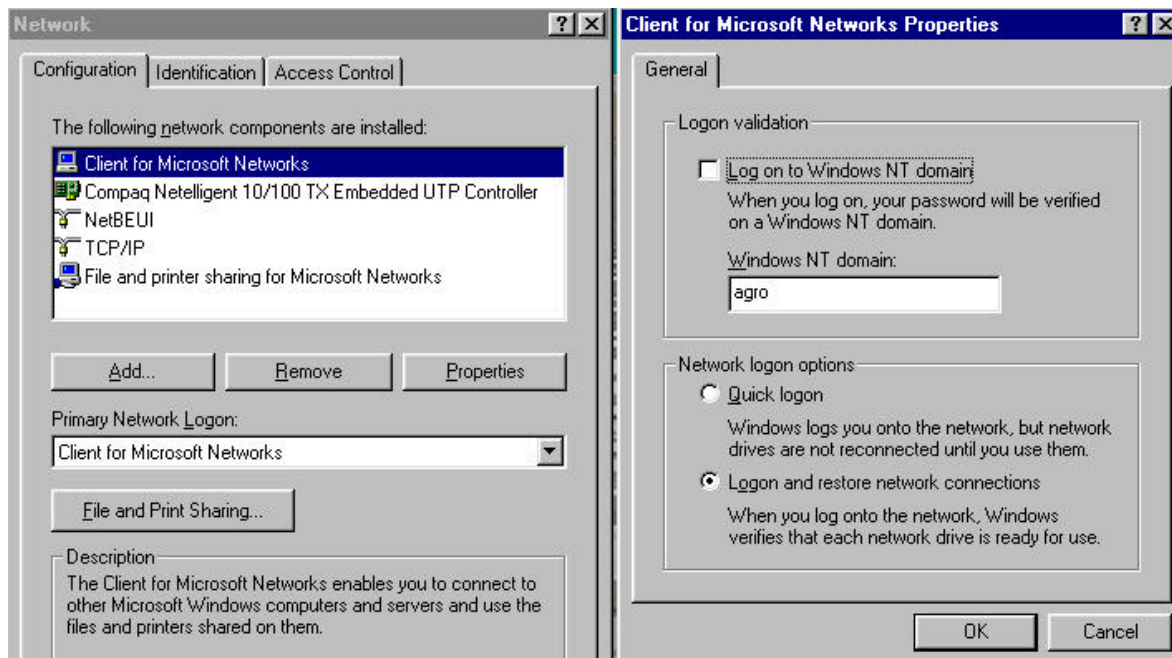 Network
Configuration
Identification
Access Control
The following network components are installed:
Client for Microsoft Networks
Compaq Netelligent 10/100 TX Embedded UTP Controller
NetBEUI
TCP/IP
File and printer sharing for Microsoft Networks
Add...
Remove
Properties
Primary Network Logon:
Client for Microsoft Networks
File and Print Sharing...
Description
The Client for Microsoft Networks enables you to connect to
other Microsoft Windows computers and servers and use the
files and printers shared on them.
Client for Microsoft Networks Properties
General
Logon validation
Log on to Windows NT domain
When you log on, your password will be verified
on a Windows NT domain.
Windows NT domain:
agro
Network logon options
Quick logon
Windows logs you onto the network, but network
drives are not reconnected until you use them.
Logon and restore network connections
When you log onto the network, Windows
verifies that each network drive is ready for use.
OK
Cancel